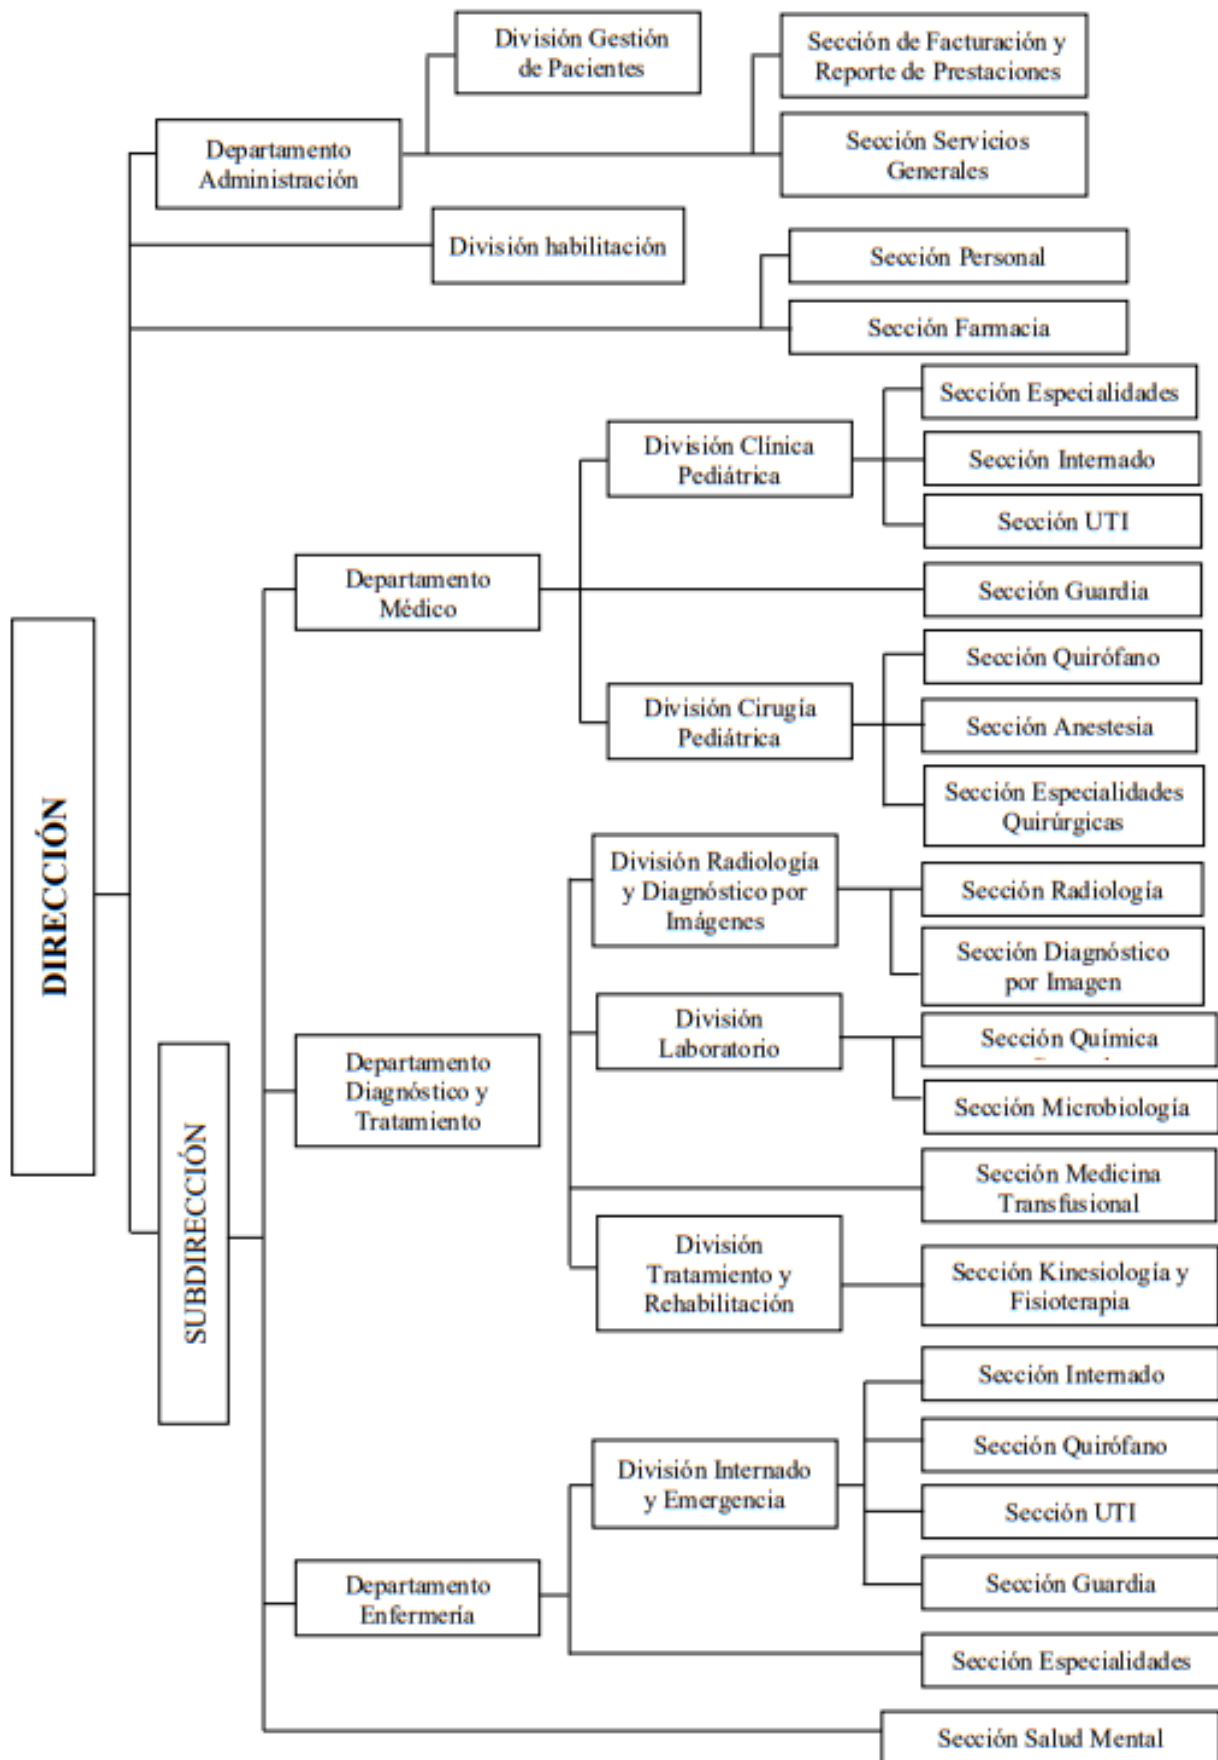 División Gestión
de Pacientes
Sección de Facturación y
Reporte de Prestaciones
Departamento
Administración
Sección Servicios
Generales
División habilitación
Sección Personal
Sección Farmacia
Sección Especialidades
División Clínica
Pediátrica
Sección Internado
Sección UTI
Departamento
Médico
Sección Guardia
Sección Quirófano
División Cirugía
Pediátrica
Sección Anestesia
Sección Especialidades
Quirúrgicas
DIRECCIÓN
División Radiología
y Diagnóstico por
Imágenes
Sección Radiología
Sección Diagnóstico
por Imagen
División
Laboratorio
Sección Química
Departamento
Diagnóstico y
Tratamiento
Sección Microbiología
Sección Medicina
Transfusional
SUBDIRECCIÓN
División
Tratamiento y
Rehabilitación
Sección Kinesiología y
Fisioterapia
Sección Internado
División Internado
y Emergencia
Sección Quirófano
Sección UTI
Sección Guardia
Departamento
Enfermería
Sección Especialidades
Sección Salud Mental